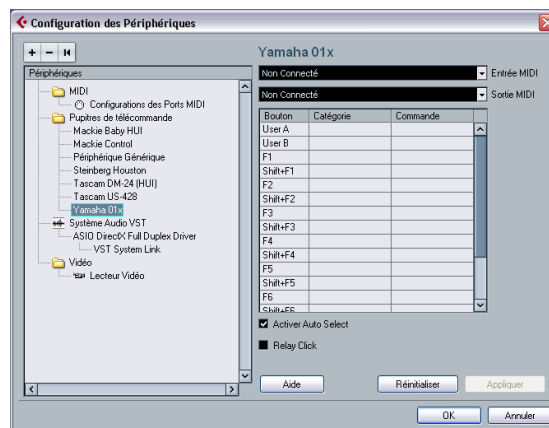 Configuration des Périphériques
Yamaha 01x
Périphériques
MIDI
Configurations des Ports MIDI
Pupitres de télécommande
Mackie Baby HUI
Mackie Control
Périphérique Générique
Steinberg Houston
Tascam DM-24 (HUI)
Tascam US-428
Yamaha 01x
Système Audio VST
ASIO DirectX Full Duplex Driver
VST System Link
Vidéo
Lecteur Vidéo
Non Connecté Entrée MIDI
Non Connecté Sortie MIDI
Bouton Catégorie Commande
User A
User B
F1
Shift+F1
F2
Shift+F2
F3
Shift+F3
F4
Shift+F4
F5
Shift+F5
F6
Shift+F6
Activer Auto Select
Relay Click
Aide Réinitialiser Appliquer
OK Annuler